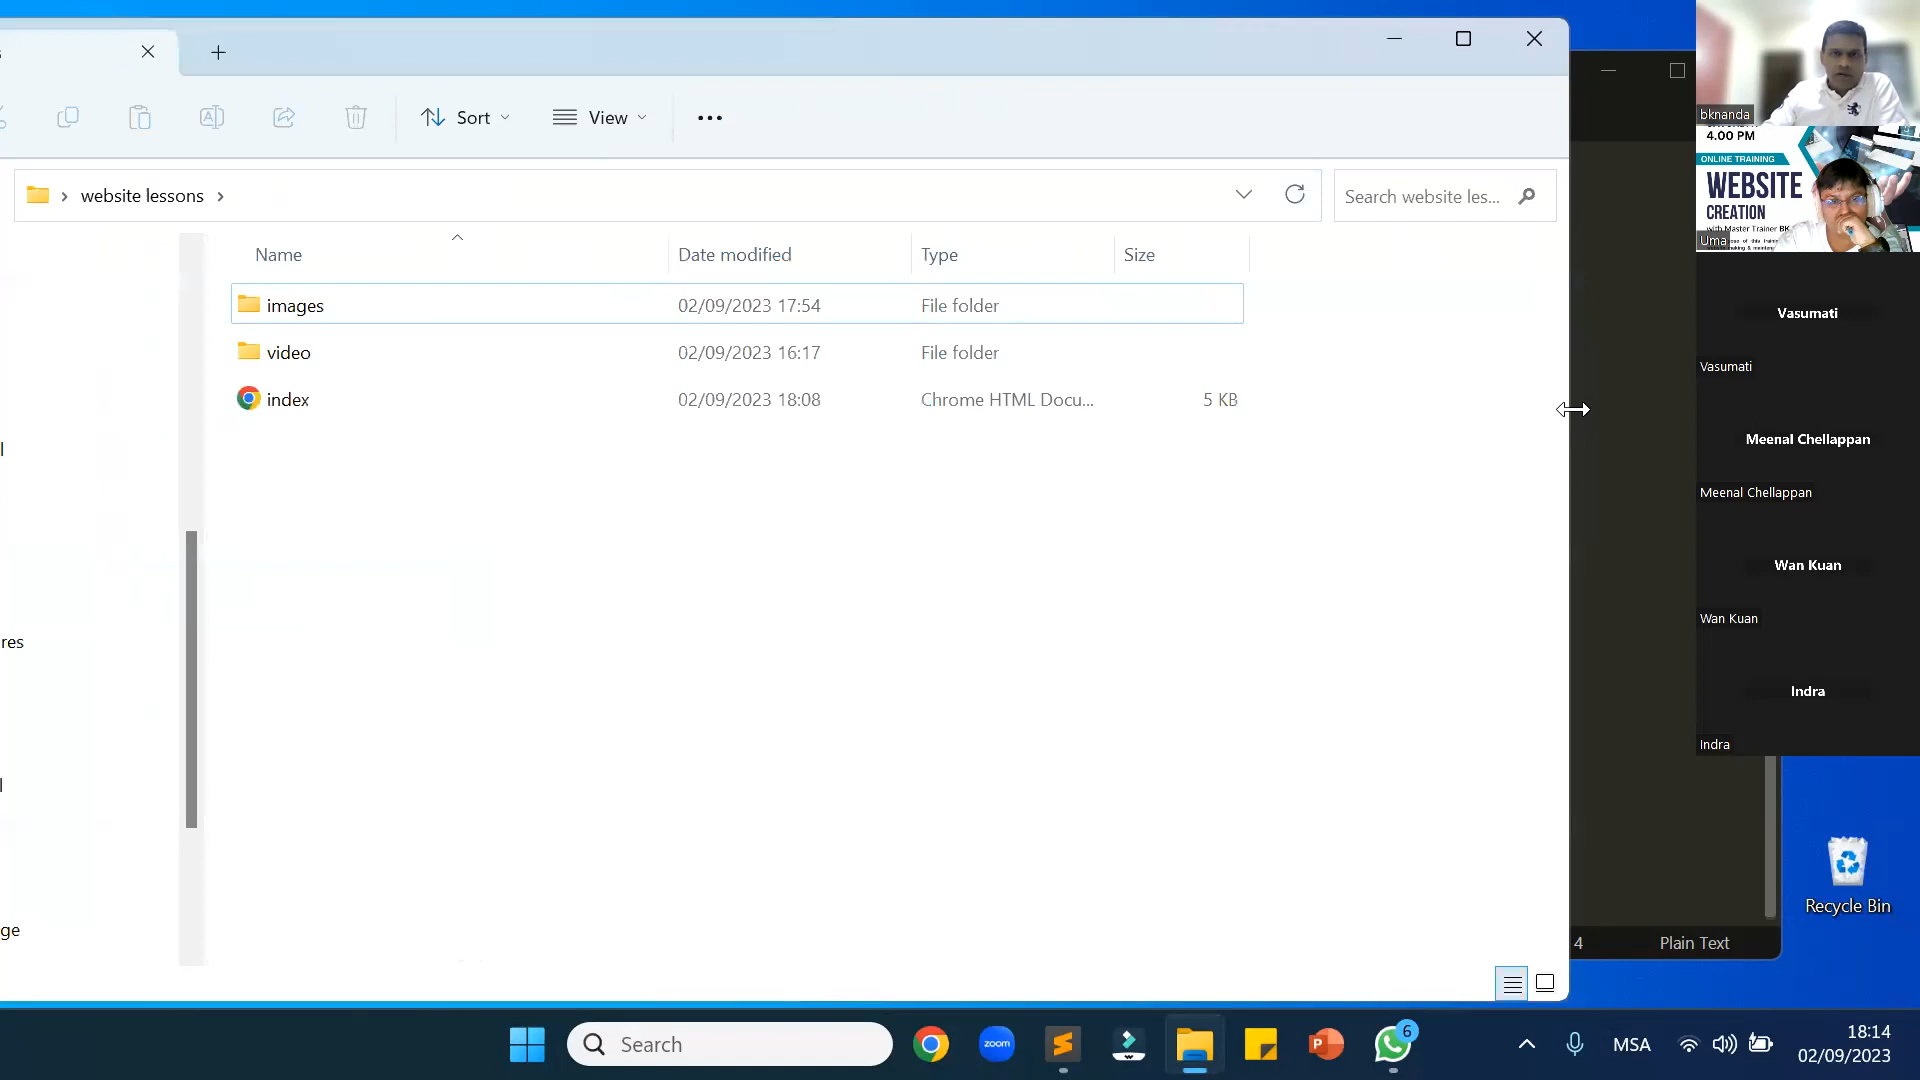 Sort
View
website lessons
Search website les...
Name
Date modified
Type
Size
images
02/09/2023 17:54
File folder
video
02/09/2023 16:17
File folder
index
02/09/2023 18:08
Chrome HTML Docu...
5 KB
res
ge
4
Plain Text
bknanda
4.00 PM
ONLINE TRAINING
WEBSITE
CREATION
with Master Trainer BK
Uma
Vasumati
Vasumati
Meenal Chellappan
Meenal Chellappan
Wan Kuan
Wan Kuan
Indra
Indra
Recycle Bin
Search
zoom
6
MSA
18:14
02/09/2023